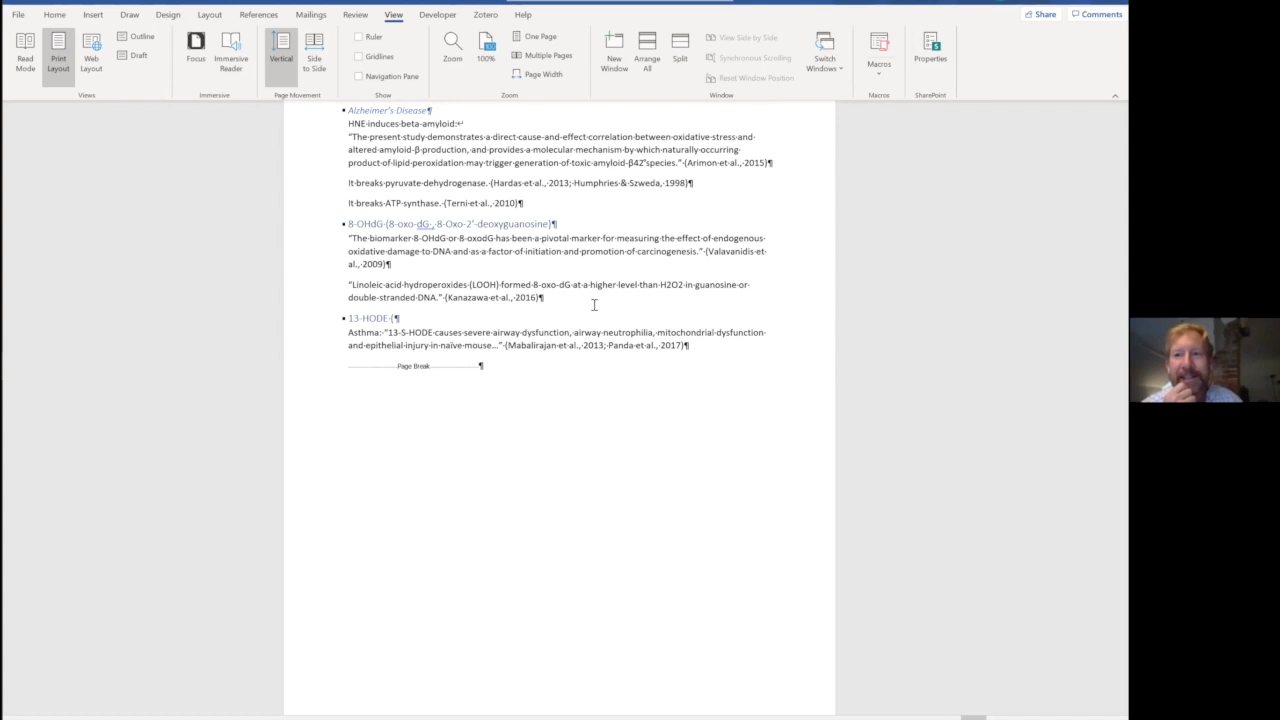 File Home Insert Draw Design Layout References Mailings Review View Developer Zotero Help Share Comments
Read Mode
Print Layout
Web Layout
Outline
Draft
Views
Focus
Immersive Reader
Immersive
Vertical
Side to Side
Page Movement
Ruler
Gridlines
Navigation Pane
Show
Zoom
100%
One Page
Multiple Pages
Page Width
Zoom
New Window
Arrange All
Split
View Side by Side
Synchronous Scrolling
Reset Window Position
Switch Windows
Window
Macros
Macros
Properties
SharePoint
Alzheimer's·Disease¶
HNE·induces·beta-amyloid:↵
"The·present·study·demonstrates·a·direct·cause·and·effect·correlation·between·oxidative·stress·and·
altered·amyloid-β·production,·and·provides·a·molecular·mechanism·by·which·naturally·occurring·
product·of·lipid·peroxidation·may·trigger·generation·of·toxic·amyloid-β42°species."·(Arimon·et·al.,·2015)¶
It·breaks·pyruvate·dehydrogenase.·(Hardas·et·al.,·2013;·Humphries·&·Szweda,·1998)¶
It·breaks·ATP·synthase.·(Terni·et·al.,·2010)¶
8-OHdG·(8-oxo-dG·,·8-Oxo-2'-deoxyguanosine)¶
"The·biomarker·8-OHdG·or·8-oxodG·has·been·a·pivotal·marker·for·measuring·the·effect·of·endogenous·
oxidative·damage·to·DNA·and·as·a·factor·of·initiation·and·promotion·of·carcinogenesis."·(Valavanidis·et·
al.,·2009)¶
"Linoleic·acid·hydroperoxides·(LOOH)·formed·8-oxo-dG·at·a·higher·level·than·H2O2·in·guanosine·or·
double-stranded·DNA."·(Kanazawa·et·al.,·2016)¶
13-HODE·(¶
Asthma:·"13-S-HODE·causes·severe·airway·dysfunction,·airway·neutrophilia,·mitochondrial·dysfunction·
and·epithelial·injury·in·naïve·mouse…"·(Mabalirajan·et·al.,·2013;·Panda·et·al.,·2017)¶
Page Break ¶